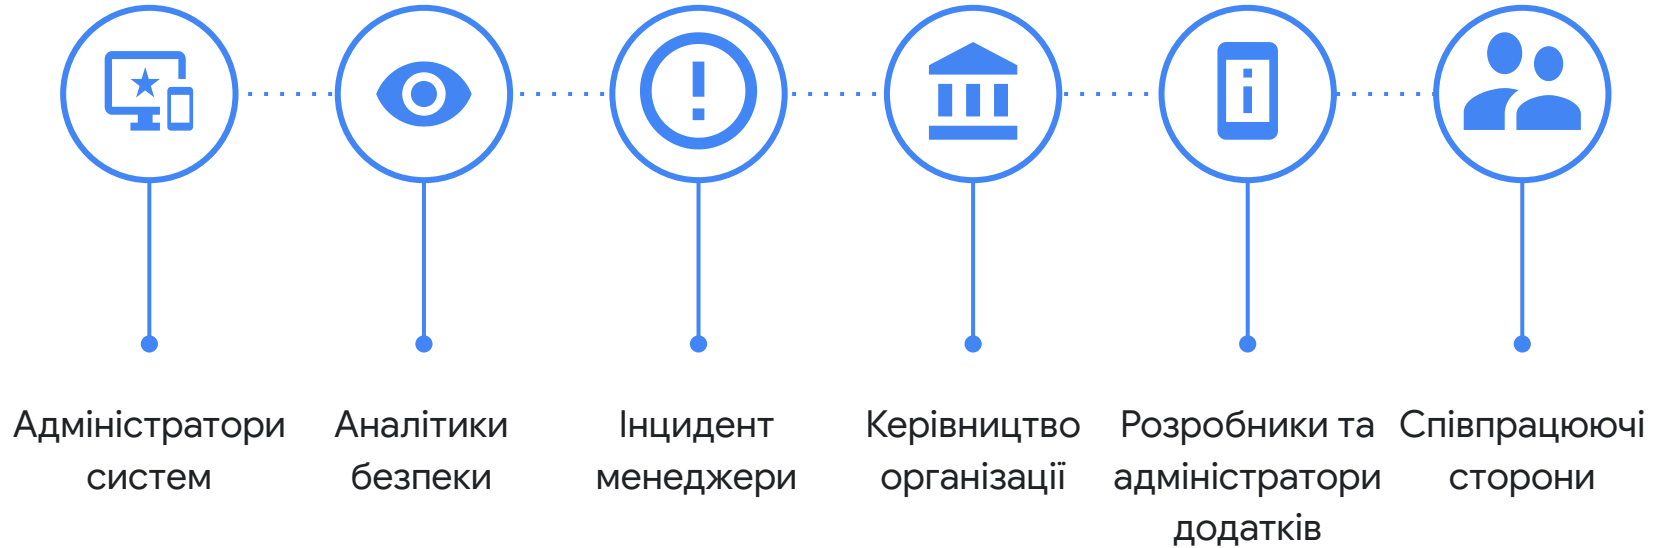 Адміністратори
систем
Аналітики
безпеки
Інцидент
менеджери
Керівництво
організації
Розробники та
адміністратори
додатків
Співпрацюючі
сторони